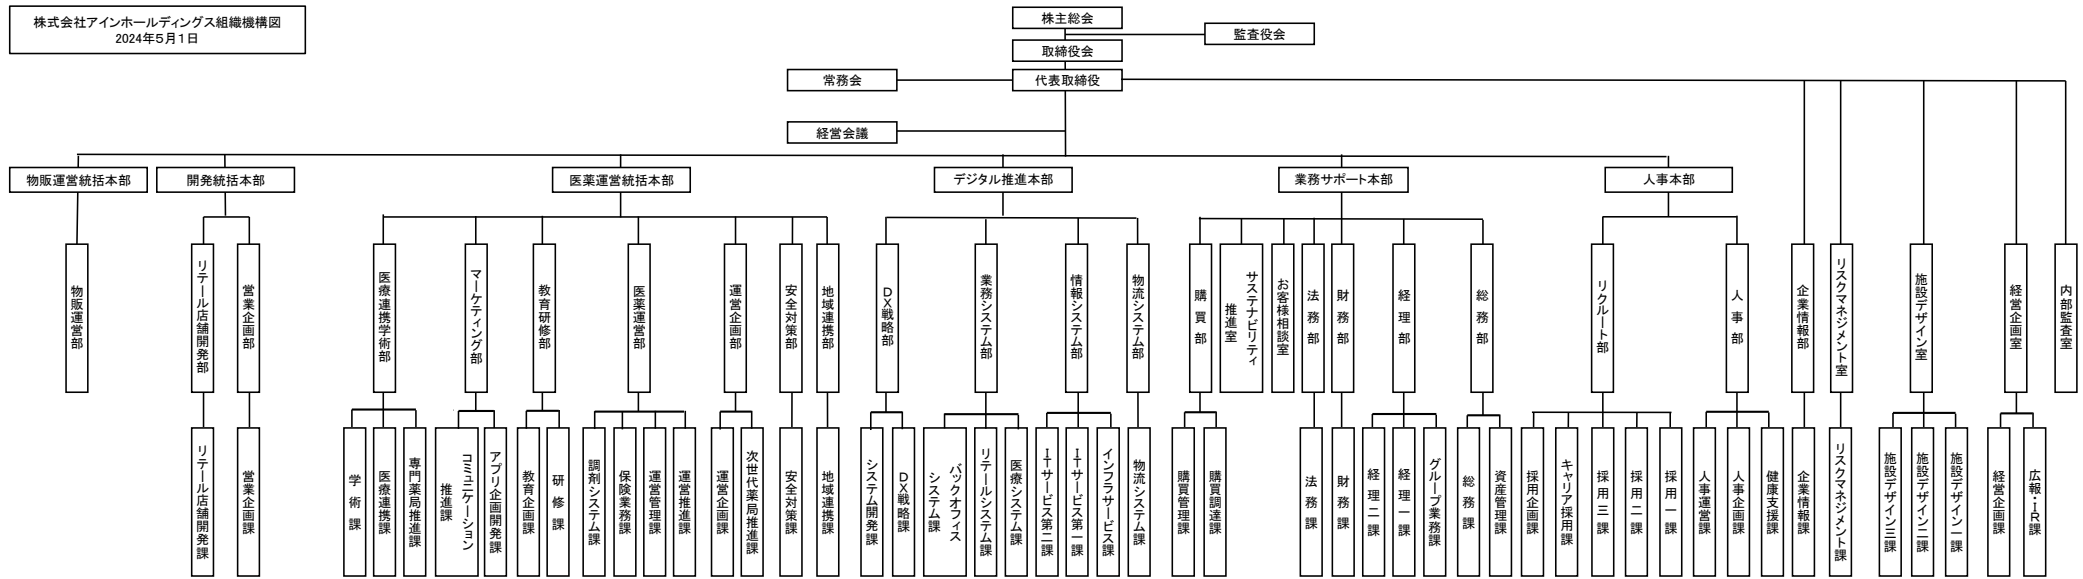 株式会社アインホールディングス組織機構図
2024年5月1日
株主総会
監査役会
取締役会
常務会
代表取締役
経営会議
物販運営統括本部
開発統括本部
医薬運営統括本部
デジタル推進本部
業務サポート本部
人事本部
物販運営部
リテール店舗開発部
営業企画部
医療連携学術部
マーケティング部
教育研修部
医薬運営部
運営企画部
安全対策部
地域連携部
DX戦略部
業務システム部
情報システム部
物流システム部
購買部
サステナビリティ
推進室
お客様相談室
法務部
財務部
経理部
総務部
リクルート部
人事部
企業情報部
リスクマネジメント室
施設デザイン室
経営企画室
内部監査室
リテール店舗開発課
営業企画課
学術課
医療連携課
専門薬局推進課
コミュニケーション
推進課
アプリ企画開発課
教育企画課
研修課
調剤システム課
保険業務課
運営管理課
運営推進課
運営企画課
次世代薬局推進課
安全対策課
地域連携課
システム開発課
DX戦略課
バックオフィス
システム課
リテールシステム課
医療システム課
ITサービス第二課
ITサービス第一課
インフラサービス課
物流システム課
購買管理課
購買調達課
法務課
財務課
経理二課
経理一課
グループ業務課
総務課
資産管理課
採用企画課
キャリア採用課
採用三課
採用二課
採用一課
人事運営課
人事企画課
健康支援課
企業情報課
リスクマネジメント課
施設デザイン三課
施設デザイン二課
施設デザイン一課
経営企画課
広報・IR課